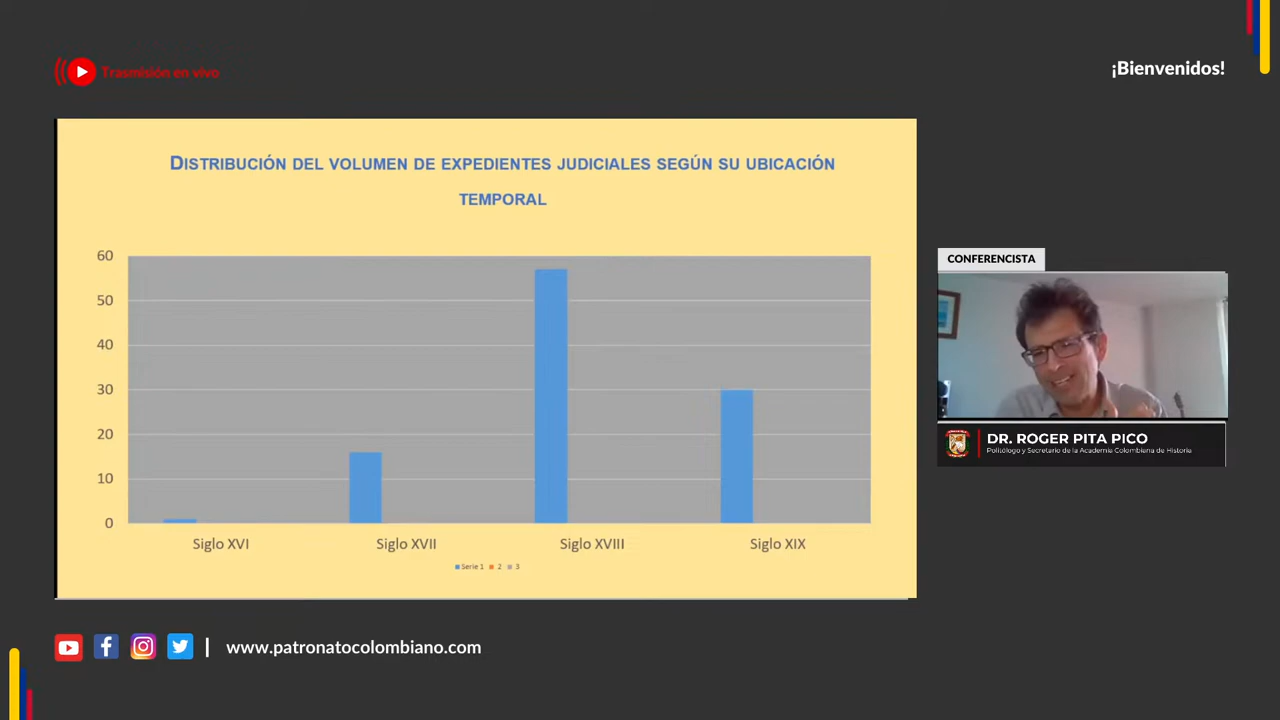 Trasmisión en vivo
¡Bienvenidos!
DISTRIBUCIÓN DEL VOLUMEN DE EXPEDIENTES JUDICIALES SEGÚN SU UBICACIÓN
TEMPORAL
60
50
40
30
20
10
0
Siglo XVI
Siglo XVII
Siglo XVIII
Siglo XIX
Serie 1
2
3
CONFERENCISTA
DR. ROGER PITA PICO
Politólogo y Secretario de la Academia Colombiana de Historia
www.patronatocolombiano.com